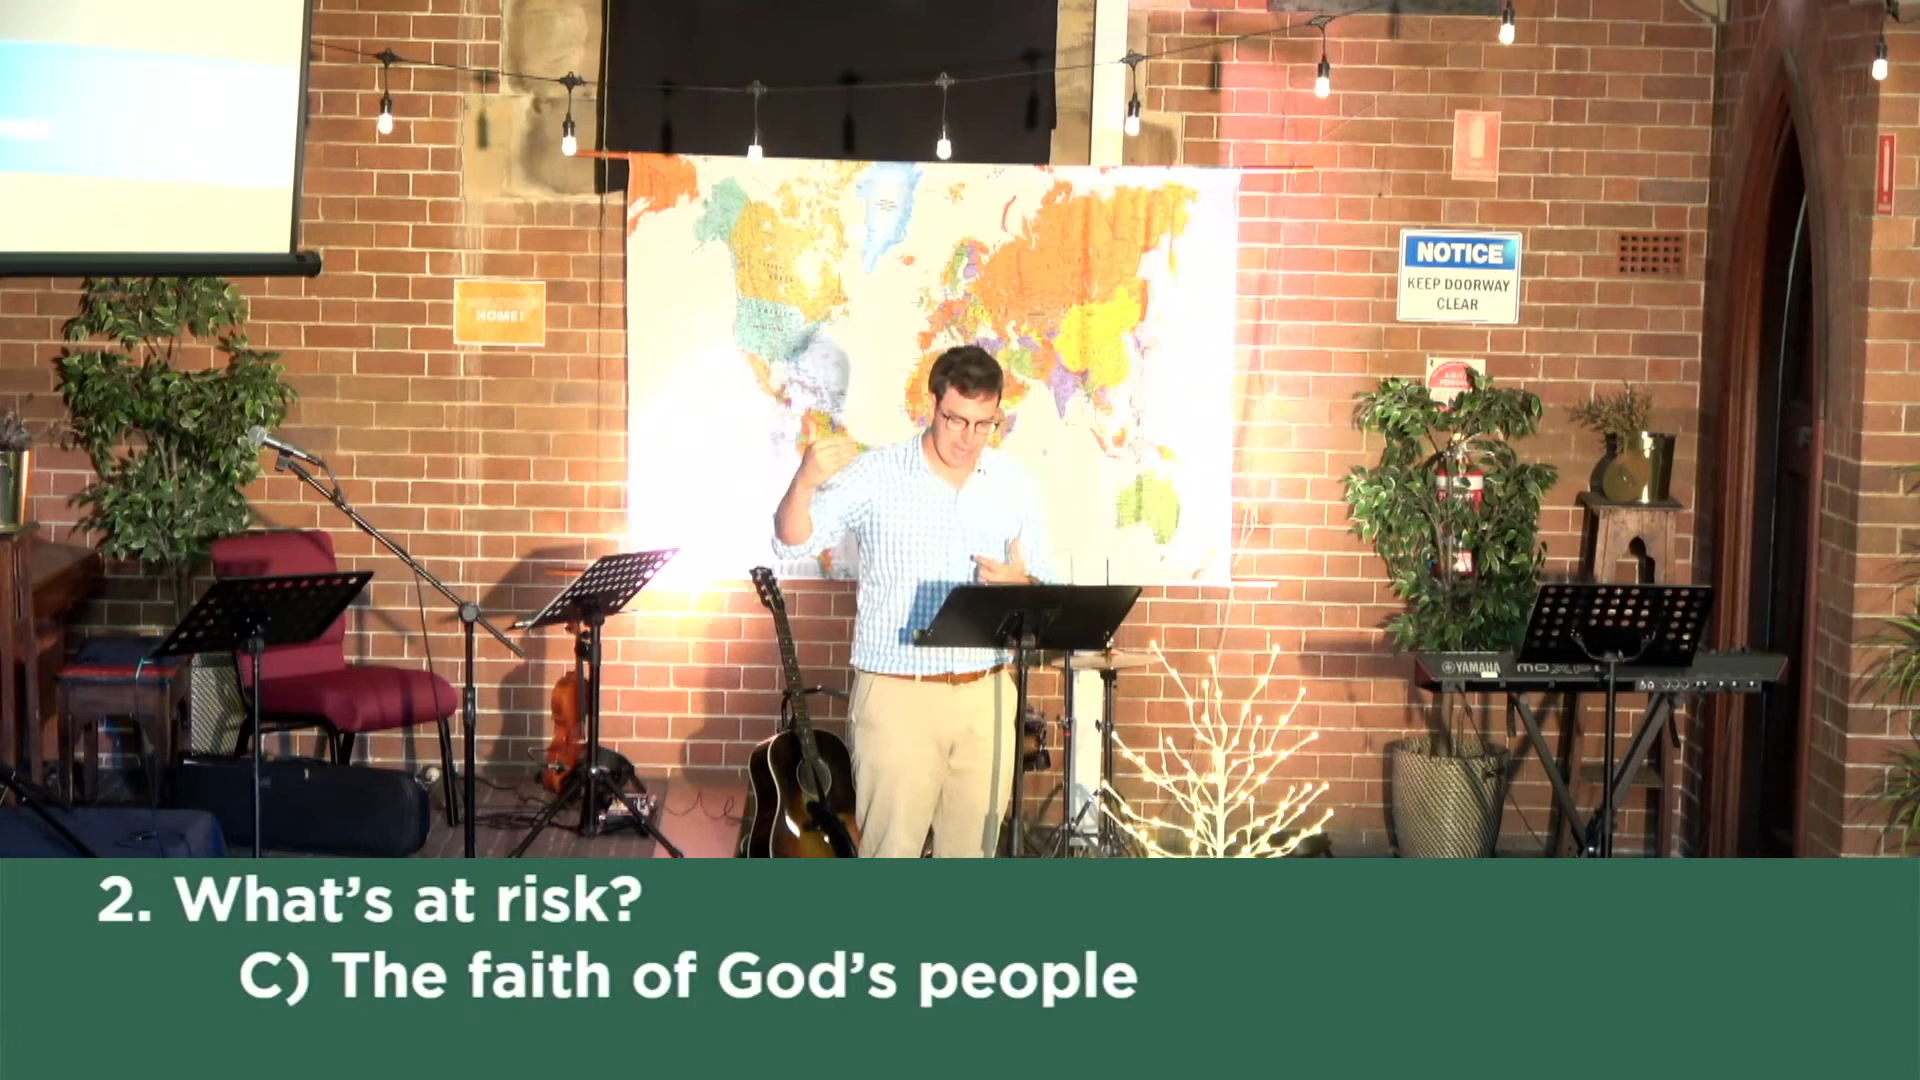 HOME!
NOTICE
KEEP DOORWAY
CLEAR
YAMAHA
2. What's at risk?
C) The faith of God's people